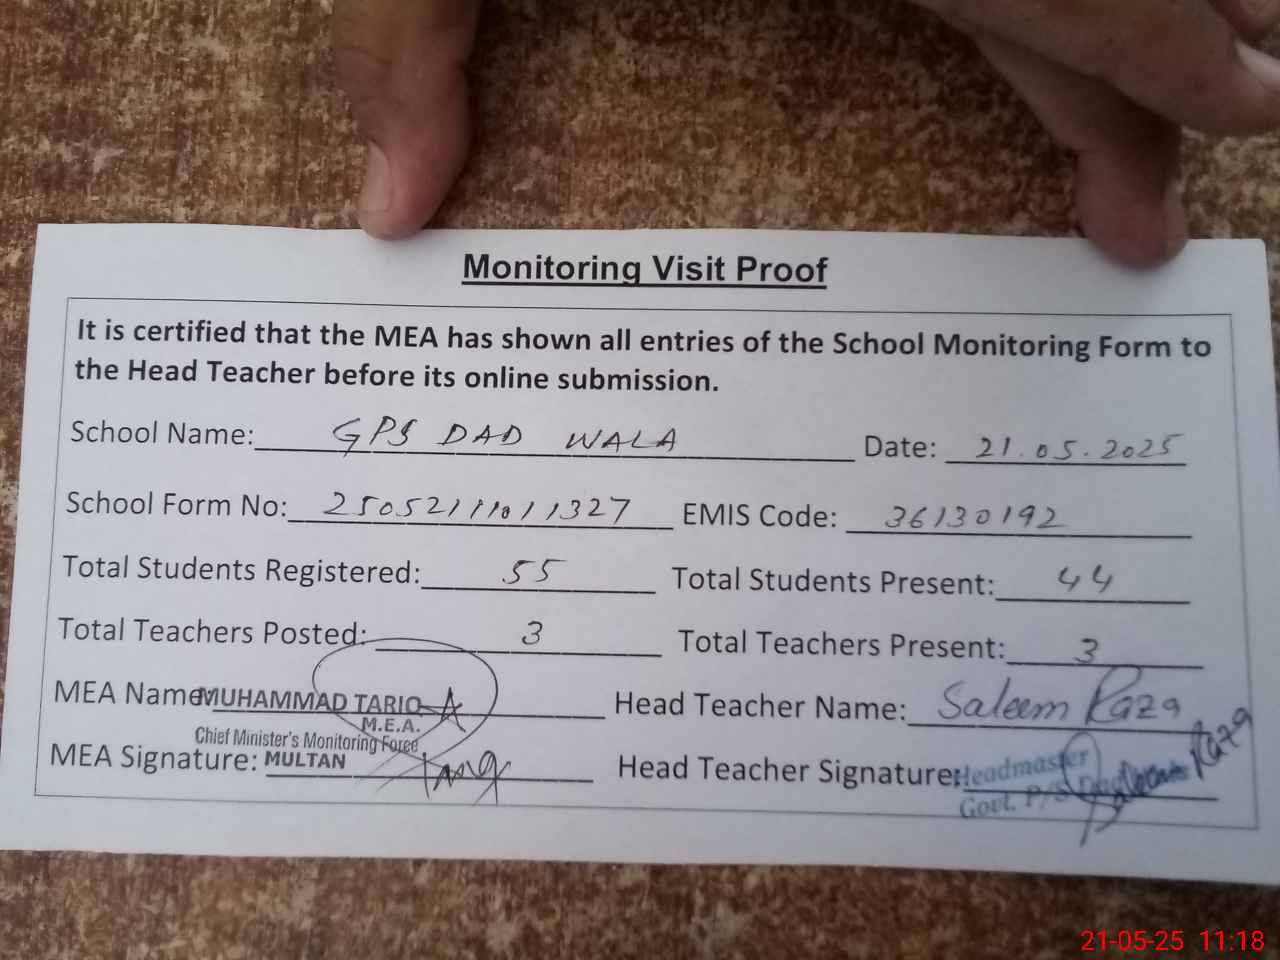 Monitoring Visit Proof
It is certified that the MEA has shown all entries of the School Monitoring Form to
the Head Teacher before its online submission.
School Name: GPS DAD WALA Date: 21.05.2025
School Form No: 25052111011327 EMIS Code: 36130192
Total Students Registered: 55 Total Students Present: 44
Total Teachers Posted: 3 Total Teachers Present: 3
MEA Name: MUHAMMAD TARIQ Head Teacher Name: Saleem Raza
M.E.A.
Chief Minister's Monitoring Force
MEA Signature: MULTAN Head Teacher Signature: Headmaster
Govt. P/S Saleem Raza
21-05-25 11:18